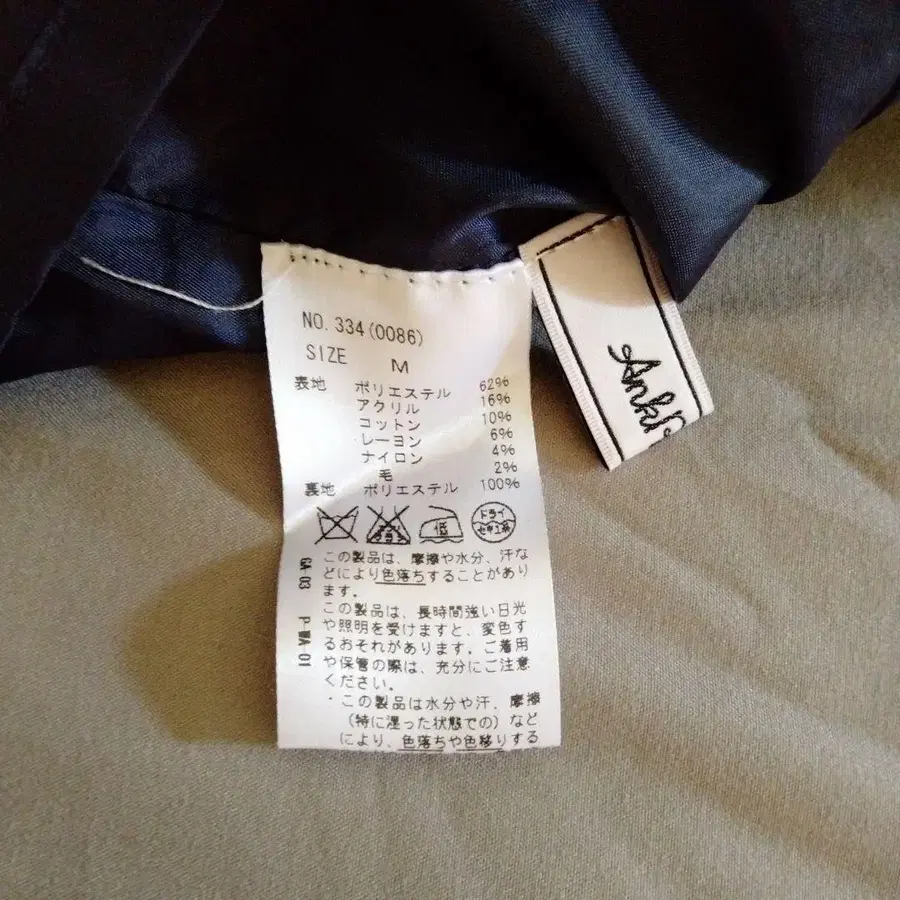 NO. 334(0086)
SIZE M
表地 ポリエステル 62%
アクリル 16%
コットン 10%
レーヨン 6%
ナイロン 4%
毛 2%
裏地 ポリエステル 100%
低 ドライ
セキユ系
この製品は、摩擦や水分、汗な
どにより色落ちすることがあり
ます。
この製品は、長時間強い日光
や照明を受けますと、変色す
るおそれがあります。ご着用
や保管の際は、充分にご注意
ください。
・この製品は水分や汗、摩擦
(特に湿った状態での)など
により、色落ちや色移りする
GA-03 P-WA-01